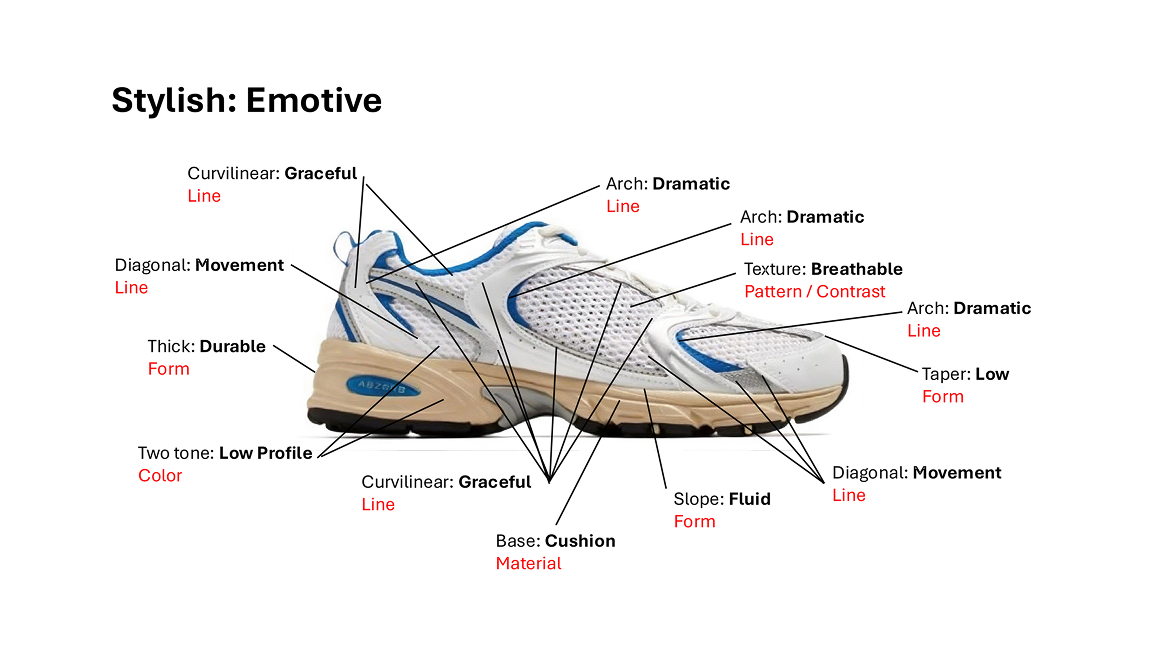 Stylish: Emotive
Curvilinear: Graceful
Line
Arch: Dramatic
Line
Arch: Dramatic
Line
Diagonal: Movement
Line
Texture: Breathable
Pattern / Contrast
Arch: Dramatic
Line
Thick: Durable
Form
Taper: Low
Form
Two tone: Low Profile
Color
Curvilinear: Graceful
Line
Diagonal: Movement
Line
Slope: Fluid
Form
Base: Cushion
Material